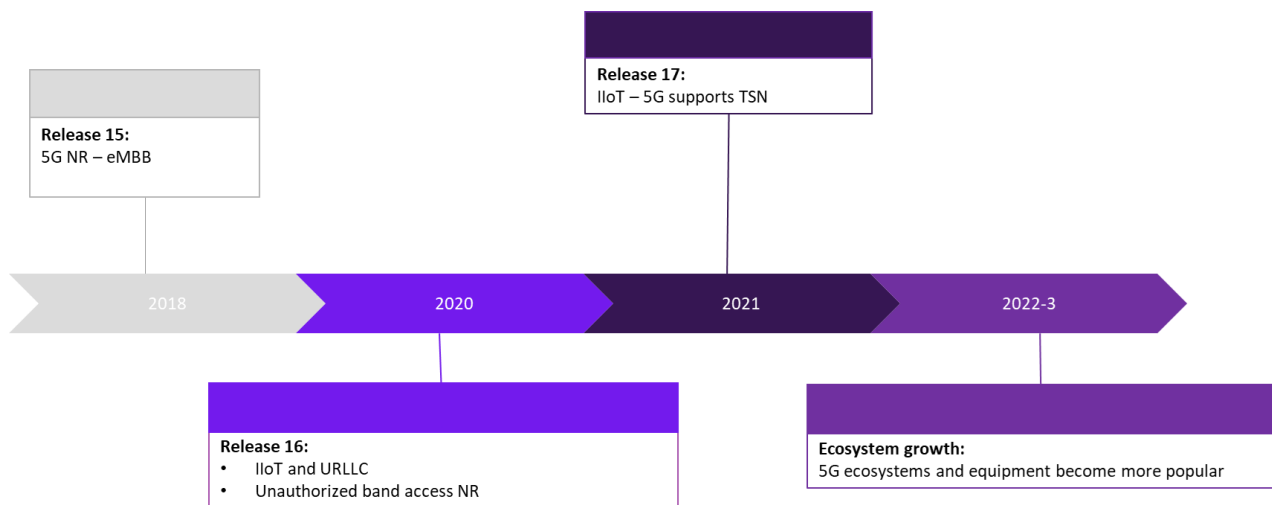 Release 17:
IIoT – 5G supports TSN
Release 15:
5G NR – eMBB
2018
2020
2021
2022-3
Release 16:
• IIoT and URLLC
• Unauthorized band access NR
Ecosystem growth:
5G ecosystems and equipment become more popular